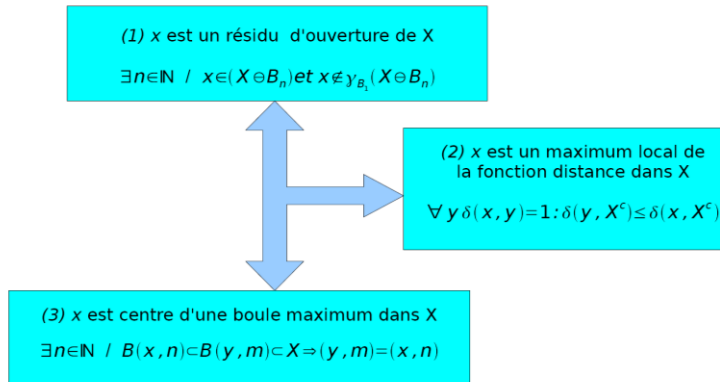 (1) x est un résidu d'ouverture de X
∃n∈ℕ / x∈(X⊖Bₙ) et x∉γ_{B₁}(X⊖Bₙ)
(2) x est un maximum local de
la fonction distance dans X
∀ y δ(x,y)=1:δ(y,Xᶜ)≤δ(x,Xᶜ)
(3) x est centre d'une boule maximum dans X
∃n∈ℕ / B(x,n)⊂B(y,m)⊂X⇒(y,m)=(x,n)